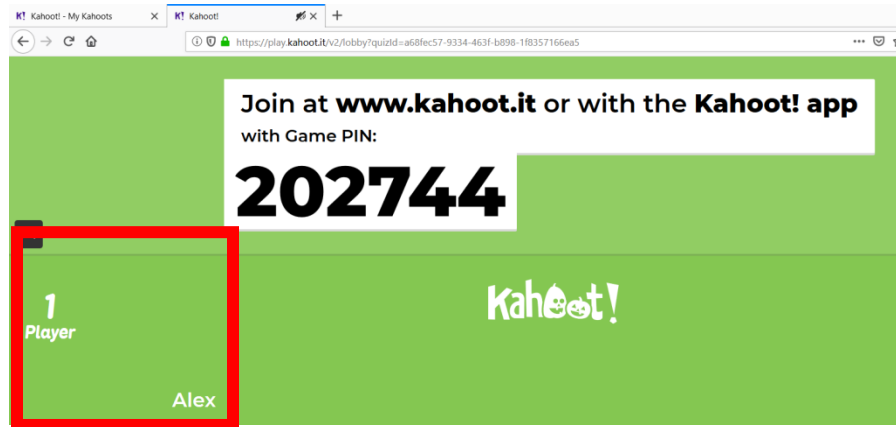 Kahoot! - My Kahoots
Kahoot!
https://play.kahoot.it/v2/lobby?quizId=a68fec57-9334-463f-b898-1f8357166ea5
Join at www.kahoot.it or with the Kahoot! app
with Game PIN:
202744
1
Player
Kahoot!
Alex